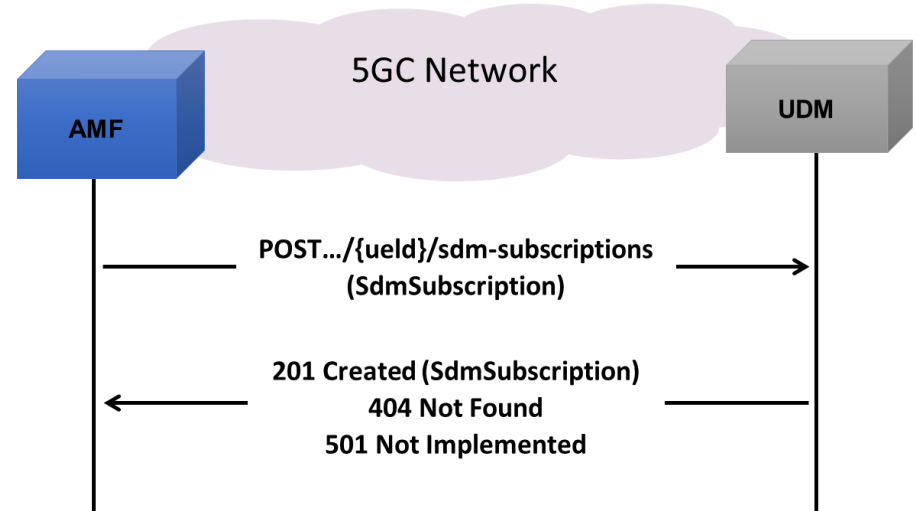 5GC Network
AMF
UDM
POST.../{ueId}/sdm-subscriptions
(SdmSubscription)
201 Created (SdmSubscription)
404 Not Found
501 Not Implemented